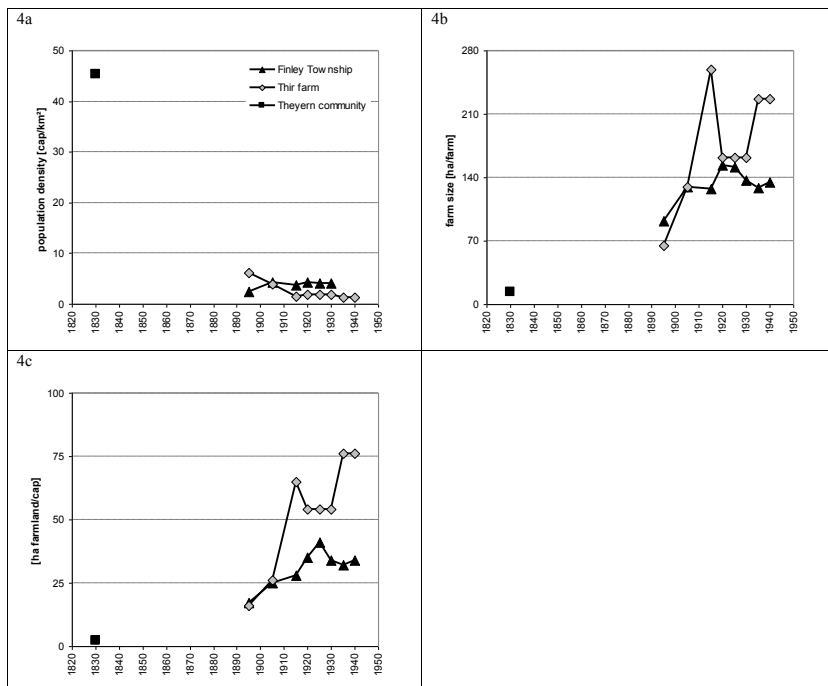 4a
50
40
30
20
10
0
population density [cap/km²]
Finley Township
Thir farm
Theyern community
1820 1830 1840 1850 1860 1870 1880 1890 1900 1910 1920 1930 1940 1950
4b
280
210
140
70
0
farm size [ha/farm]
1820 1830 1840 1850 1860 1870 1880 1890 1900 1910 1920 1930 1940 1950
4c
100
75
50
25
0
[ha farmland/cap]
1820 1830 1840 1850 1860 1870 1880 1890 1900 1910 1920 1930 1940 1950